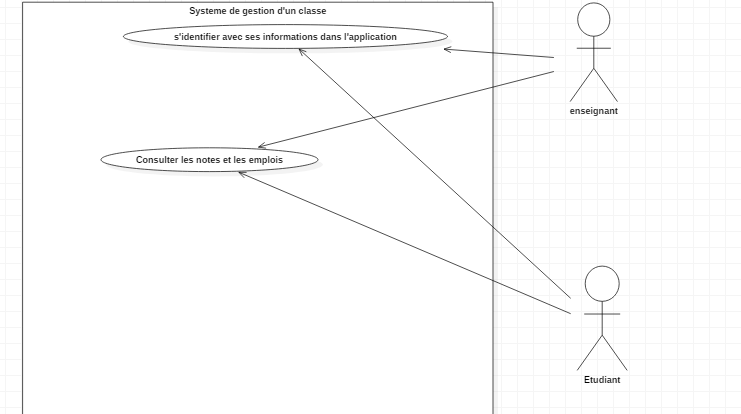 Systeme de gestion d'un classe
s'identifier avec ses informations dans l'application
enseignant
Consulter les notes et les emplois
Etudiant